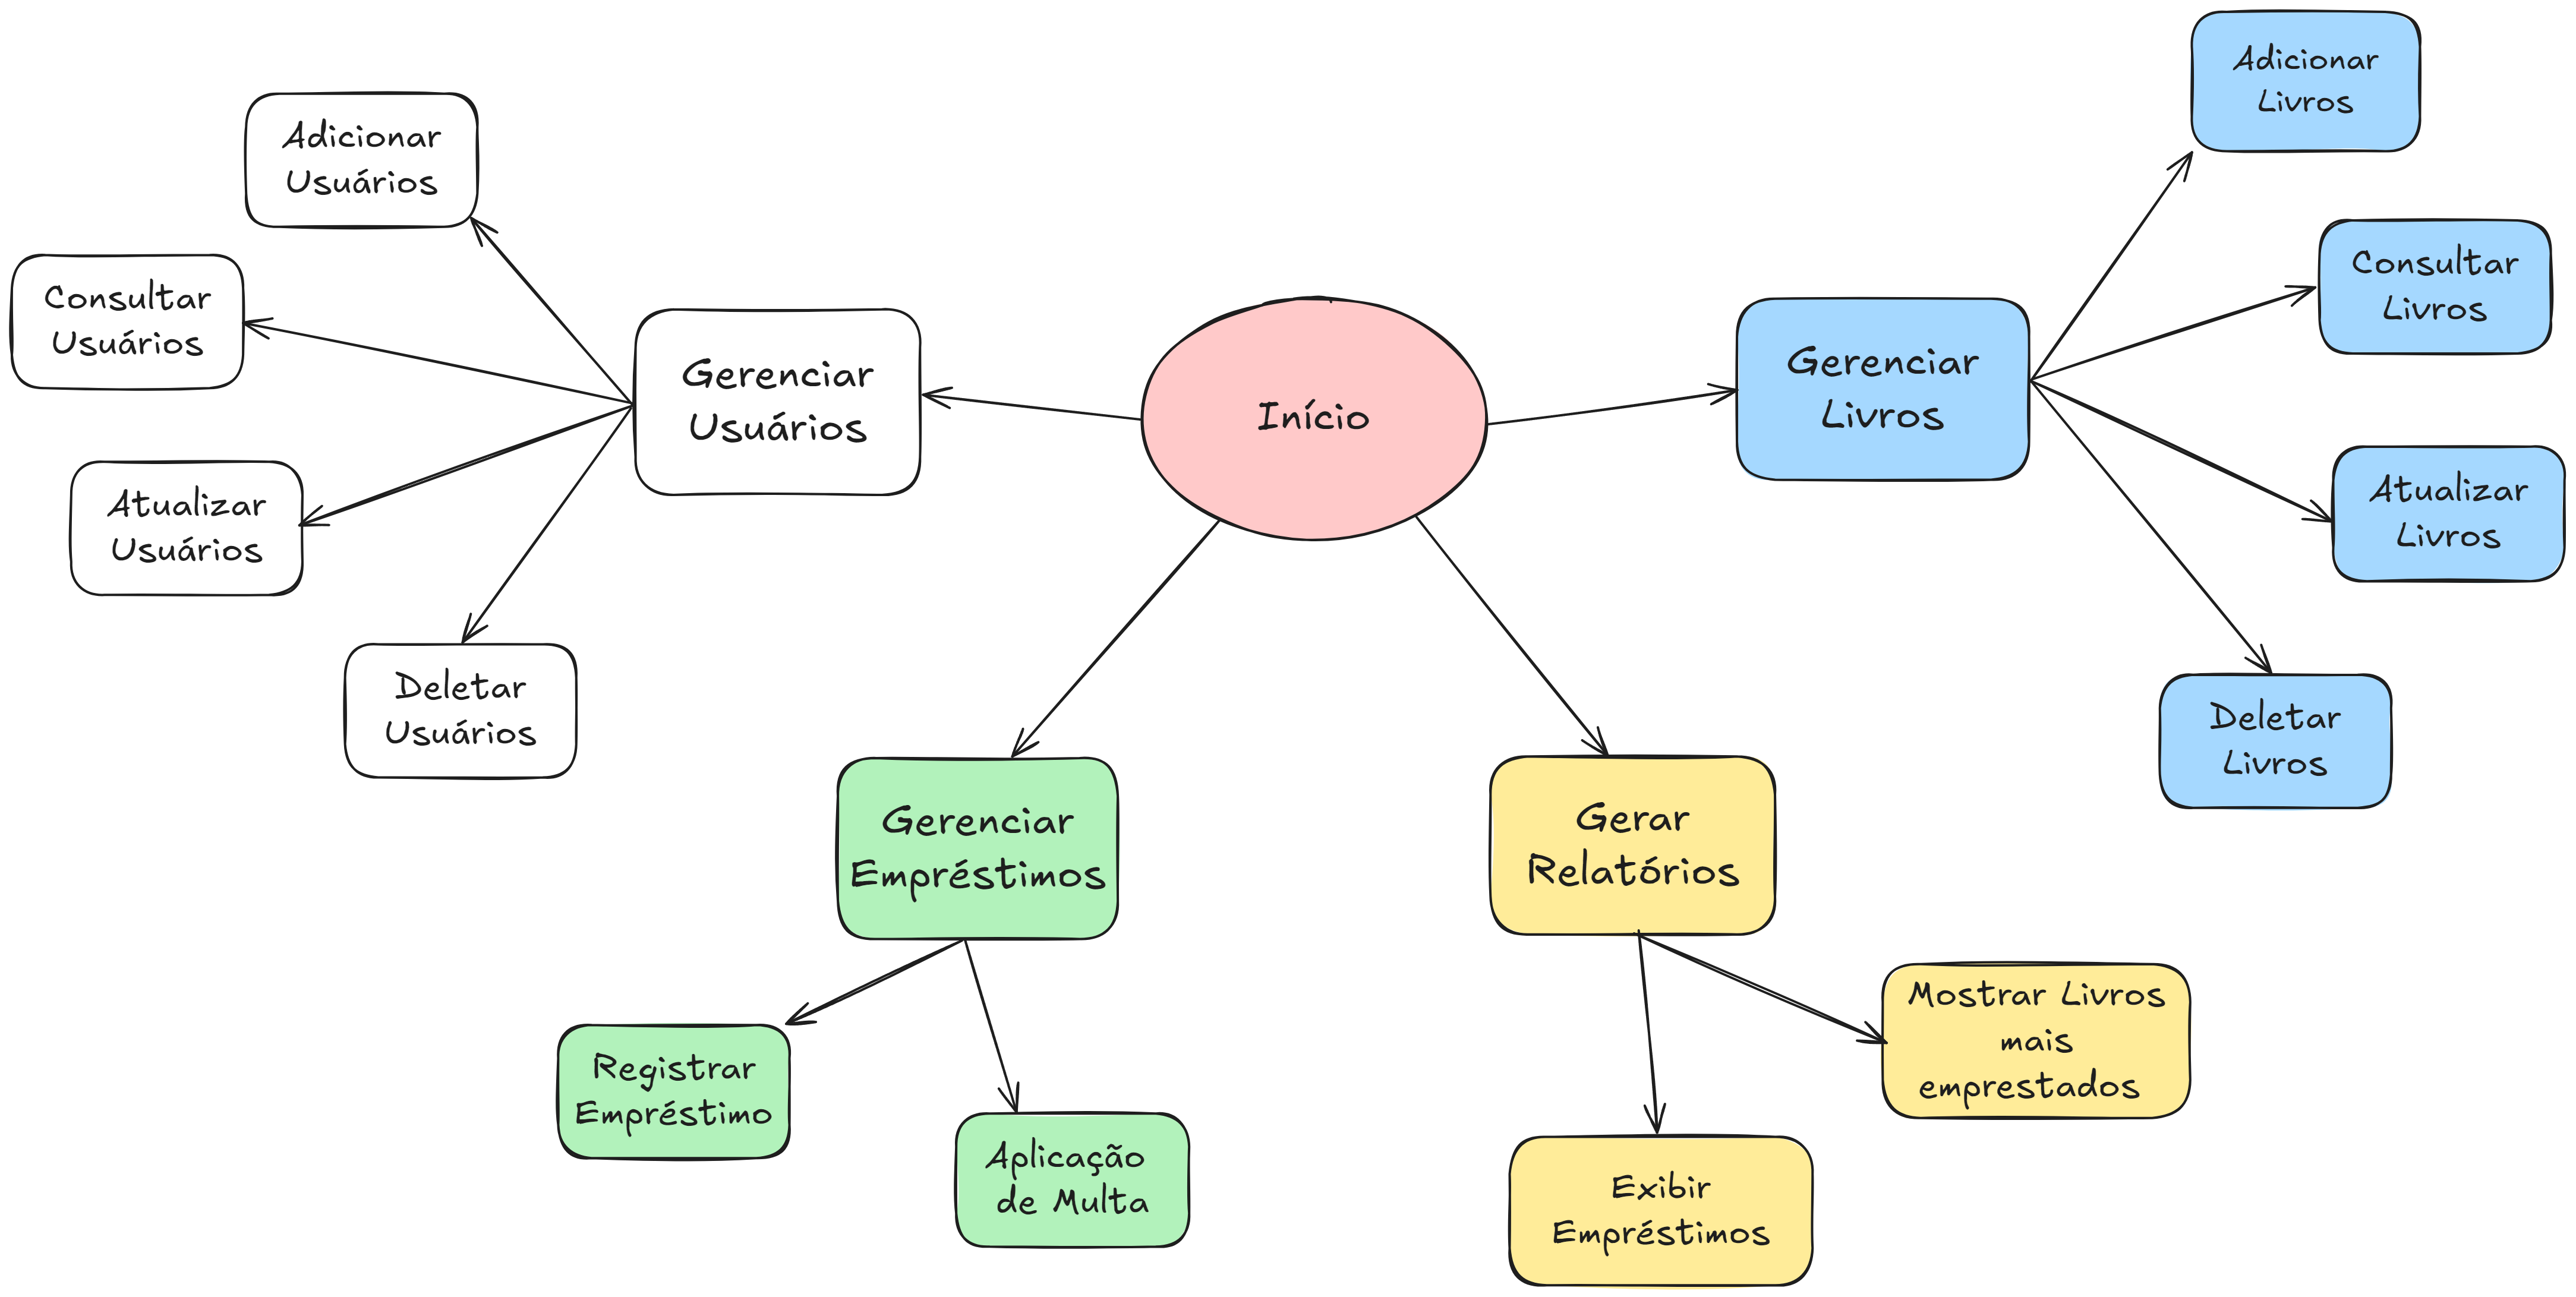 Início
Gerenciar
Usuários
Adicionar
Usuários
Consultar
Usuários
Atualizar
Usuários
Deletar
Usuários
Gerenciar
Livros
Adicionar
Livros
Consultar
Livros
Atualizar
Livros
Deletar
Livros
Gerenciar
Empréstimos
Registrar
Empréstimo
Aplicação
de Multa
Gerar
Relatórios
Mostrar Livros
mais
emprestados
Exibir
Empréstimos